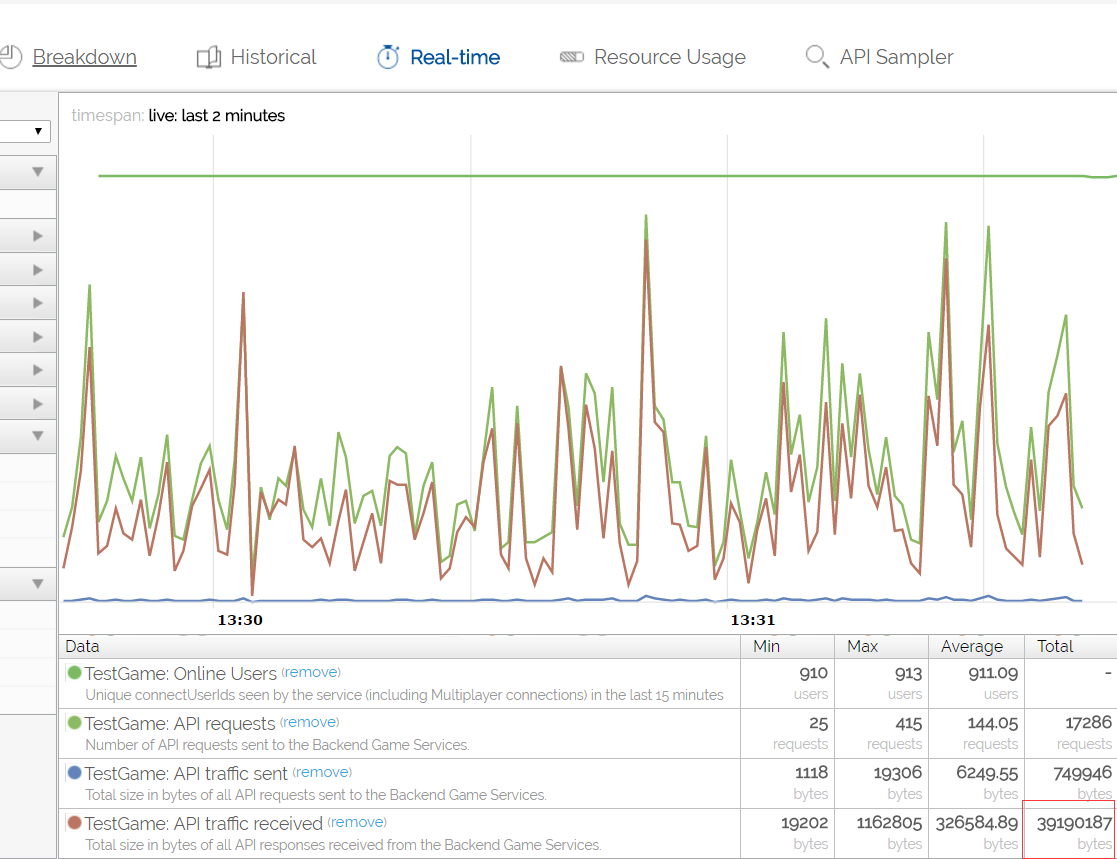 Breakdown Historical Real-time Resource Usage API Sampler
timespan: live: last 2 minutes
13:30 13:31
Data Min Max Average Total
TestGame: Online Users (remove) 910 913 911.09 -
Unique connectUserIds seen by the service (including Multiplayer connections) in the last 15 minutes users users users
TestGame: API requests (remove) 25 415 144.05 17286
Number of API requests sent to the Backend Game Services. requests requests requests requests
TestGame: API traffic sent (remove) 1118 19306 6249.55 749946
Total size in bytes of all API requests sent to the Backend Game Services. bytes bytes bytes bytes
TestGame: API traffic received (remove) 19202 1162805 326584.89 39190187
Total size in bytes of all API responses received from the Backend Game Services. bytes bytes bytes bytes